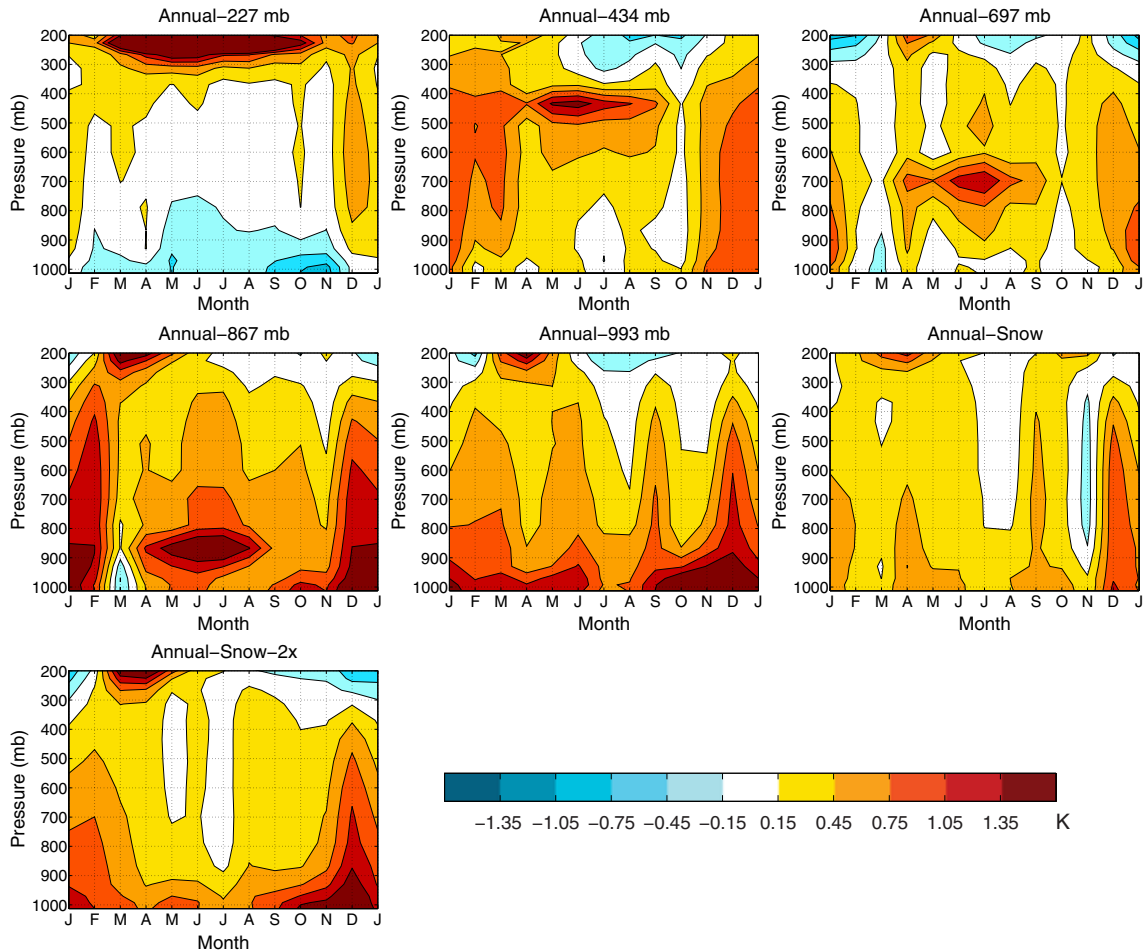 Annual−227 mb Annual−434 mb Annual−697 mb
200 200 200
300 300 300
400 400 400
500 500 500
600 600 600
700 700 700
800 800 800
900 900 900
1000 1000 1000
Pressure (mb) Pressure (mb) Pressure (mb)
J F M A M J J A S O N D J J F M A M J J A S O N D J J F M A M J J A S O N D J
Month Month Month
Annual−867 mb Annual−993 mb Annual−Snow
200 200 200
300 300 300
400 400 400
500 500 500
600 600 600
700 700 700
800 800 800
900 900 900
1000 1000 1000
Pressure (mb) Pressure (mb) Pressure (mb)
J F M A M J J A S O N D J J F M A M J J A S O N D J J F M A M J J A S O N D J
Month Month Month
Annual−Snow−2x
200
300
400
500
600
700
800
900
1000
Pressure (mb)
J F M A M J J A S O N D J
Month
−1.35 −1.05 −0.75 −0.45 −0.15 0.15 0.45 0.75 1.05 1.35 K